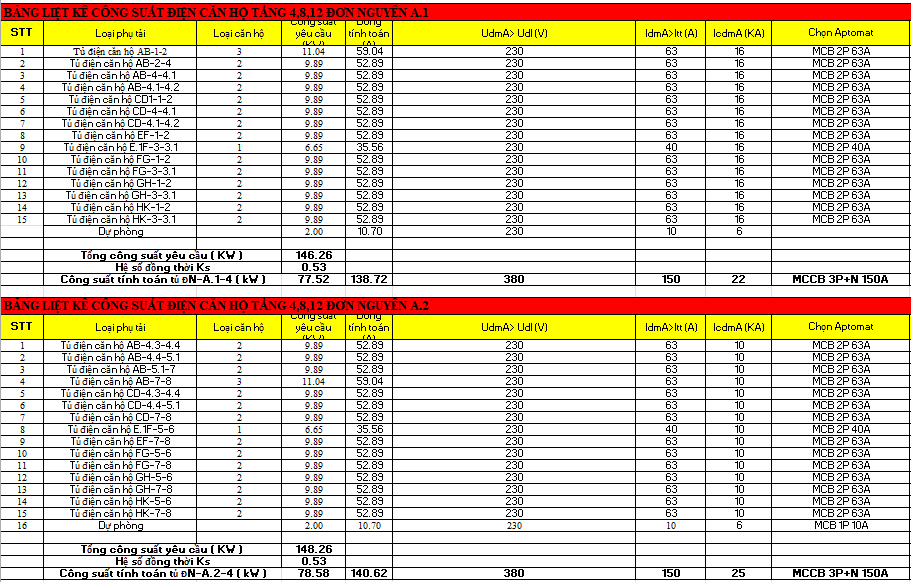 BẢNG LIỆT KÊ CÔNG SUẤT ĐIỆN CĂN HỘ TẦNG 4,8,12 ĐƠN NGUYÊN A.1
STT Loại phụ tải Loại căn hộ Công suất yêu cầu (KW) Dòng tính toán (A) UdmA> Udl (V) IdmA>Itt (A) IcdmA (KA) Chọn Aptomat
1 Tủ điện căn hộ AB-1-2 3 11.04 59.04 230 63 16 MCB 2P 63A
2 Tủ điện căn hộ AB-2-4 2 9.89 52.89 230 63 16 MCB 2P 63A
3 Tủ điện căn hộ AB-4-4.1 2 9.89 52.89 230 63 16 MCB 2P 63A
4 Tủ điện căn hộ AB-4.1-4.2 2 9.89 52.89 230 63 16 MCB 2P 63A
5 Tủ điện căn hộ CD1-1-2 2 9.89 52.89 230 63 16 MCB 2P 63A
6 Tủ điện căn hộ CD-4-4.1 2 9.89 52.89 230 63 16 MCB 2P 63A
7 Tủ điện căn hộ CD-4.1-4.2 2 9.89 52.89 230 63 16 MCB 2P 63A
8 Tủ điện căn hộ EF-1-2 2 9.89 52.89 230 63 16 MCB 2P 63A
9 Tủ điện căn hộ E.1F-3-3.1 1 6.65 35.56 230 40 16 MCB 2P 40A
10 Tủ điện căn hộ FG-1-2 2 9.89 52.89 230 63 16 MCB 2P 63A
11 Tủ điện căn hộ FG-3-3.1 2 9.89 52.89 230 63 16 MCB 2P 63A
12 Tủ điện căn hộ GH-1-2 2 9.89 52.89 230 63 16 MCB 2P 63A
13 Tủ điện căn hộ GH-3-3.1 2 9.89 52.89 230 63 16 MCB 2P 63A
14 Tủ điện căn hộ HK-1-2 2 9.89 52.89 230 63 16 MCB 2P 63A
15 Tủ điện căn hộ HK-3-3.1 2 9.89 52.89 230 63 16 MCB 2P 63A
Dự phòng 2.00 10.70 230 10 6
Tổng công suất yêu cầu ( KW ) 146.26
Hệ số đồng thời Ks 0.53
Công suất tính toán tủ ĐN-A.1-4 ( kW ) 77.52 138.72 380 150 22 MCCB 3P+N 150A
BẢNG LIỆT KÊ CÔNG SUẤT ĐIỆN CĂN HỘ TẦNG 4,8,12 ĐƠN NGUYÊN A.2
STT Loại phụ tải Loại căn hộ Công suất yêu cầu (KW) Dòng tính toán (A) UdmA> Udl (V) IdmA>Itt (A) IcdmA (KA) Chọn Aptomat
1 Tủ điện căn hộ AB-4.3-4.4 2 9.89 52.89 230 63 10 MCB 2P 63A
2 Tủ điện căn hộ AB-4.4-5.1 2 9.89 52.89 230 63 10 MCB 2P 63A
3 Tủ điện căn hộ AB-5.1-7 2 9.89 52.89 230 63 10 MCB 2P 63A
4 Tủ điện căn hộ AB-7-8 3 11.04 59.04 230 63 10 MCB 2P 63A
5 Tủ điện căn hộ CD-4.3-4.4 2 9.89 52.89 230 63 10 MCB 2P 63A
6 Tủ điện căn hộ CD-4.4-5.1 2 9.89 52.89 230 63 10 MCB 2P 63A
7 Tủ điện căn hộ CD-7-8 2 9.89 52.89 230 63 10 MCB 2P 63A
8 Tủ điện căn hộ E.1F-5-6 1 6.65 35.56 230 40 10 MCB 2P 40A
9 Tủ điện căn hộ EF-7-8 2 9.89 52.89 230 63 10 MCB 2P 63A
10 Tủ điện căn hộ FG-5-6 2 9.89 52.89 230 63 10 MCB 2P 63A
11 Tủ điện căn hộ FG-7-8 2 9.89 52.89 230 63 10 MCB 2P 63A
12 Tủ điện căn hộ GH-5-6 2 9.89 52.89 230 63 10 MCB 2P 63A
13 Tủ điện căn hộ GH-7-8 2 9.89 52.89 230 63 10 MCB 2P 63A
14 Tủ điện căn hộ HK-5-6 2 9.89 52.89 230 63 10 MCB 2P 63A
15 Tủ điện căn hộ HK-7-8 2 9.89 52.89 230 63 10 MCB 2P 63A
16 Dự phòng 2.00 10.70 230 10 6 MCB 1P 10A
Tổng công suất yêu cầu ( KW ) 148.26
Hệ số đồng thời Ks 0.53
Công suất tính toán tủ ĐN-A.2-4 ( kW ) 78.58 140.62 380 150 25 MCCB 3P+N 150A